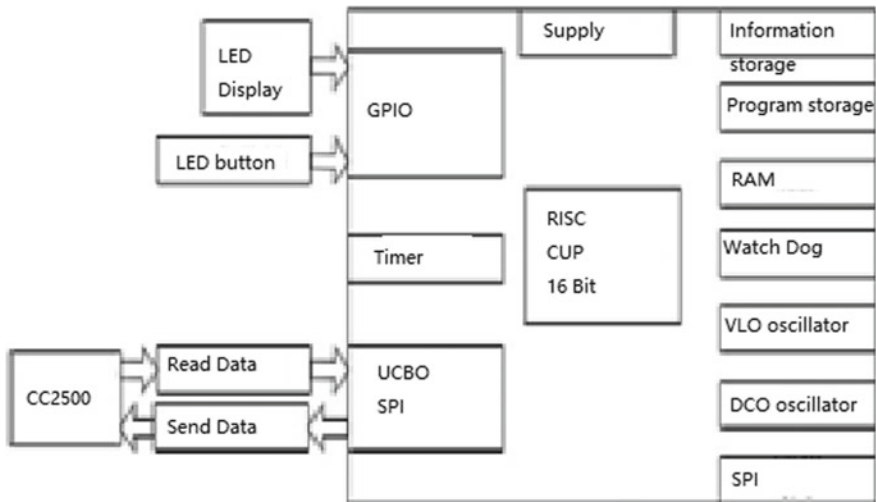 LED
Display
LED button
CC2500
Read Data
Send Data
GPIO
Timer
UCBO
SPI
Supply
RISC
CUP
16 Bit
Information
storage
Program storage
RAM
Watch Dog
VLO oscillator
DCO oscillator
SPI